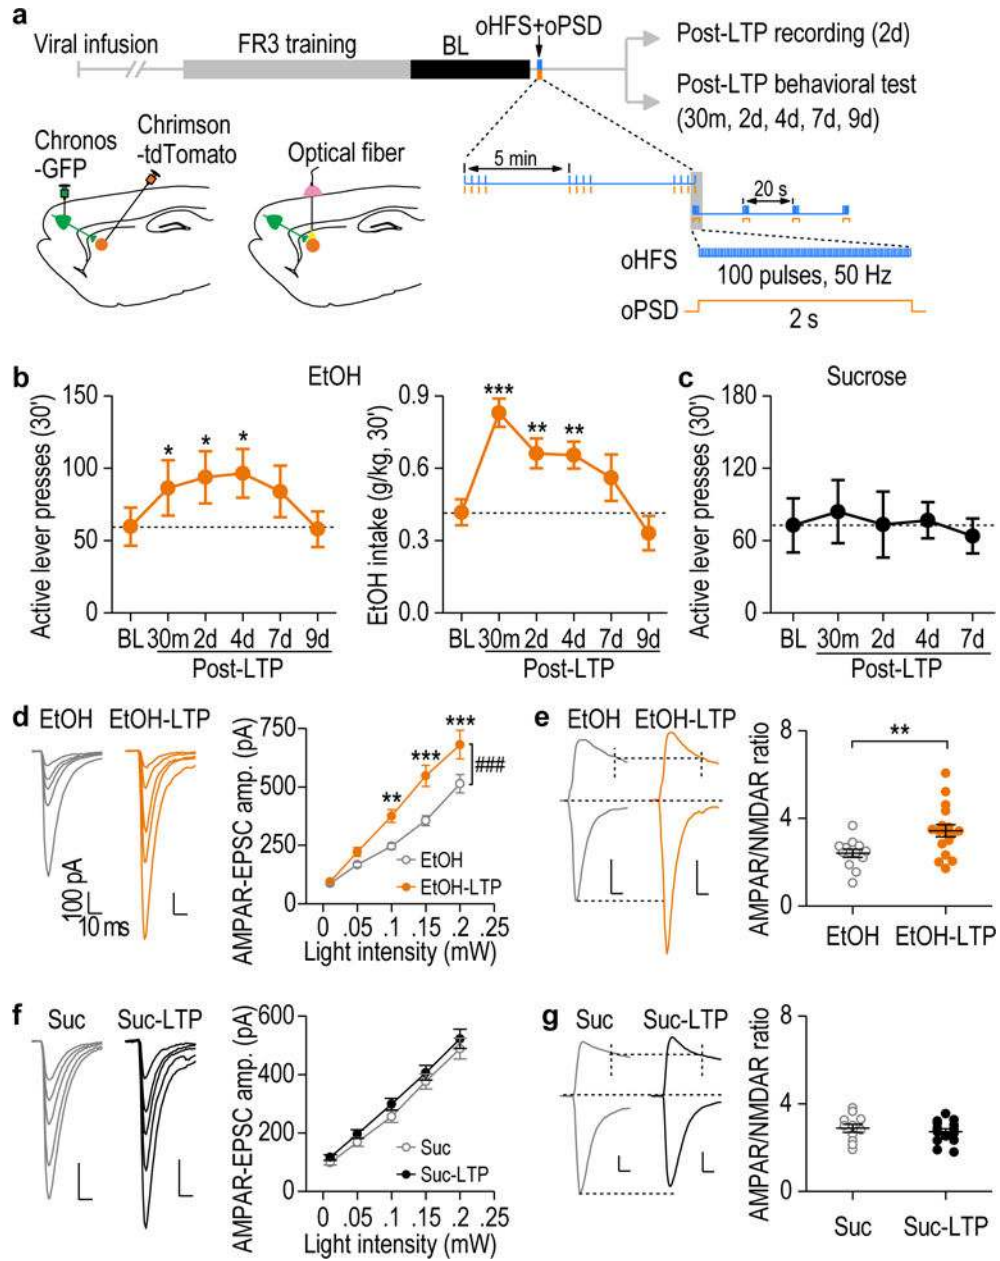 a
Viral infusion
FR3 training
BL
oHFS+oPSD
Post-LTP recording (2d)
Post-LTP behavioral test
(30m, 2d, 4d, 7d, 9d)
Chronos
-GFP
Chrimson
-tdTomato
Optical fiber
5 min
20 s
oHFS
100 pulses, 50 Hz
oPSD
2 s
b
EtOH
Active lever presses (30')
150
100
50
0
BL 30m 2d 4d 7d 9d
Post-LTP
* * *
EtOH intake (g/kg, 30')
0.9
0.6
0.3
0.0
BL 30m 2d 4d 7d 9d
Post-LTP
*** ** **
c
Sucrose
Active lever presses (30')
180
120
60
0
BL 30m 2d 4d 7d
Post-LTP
d
EtOH EtOH-LTP
100 pA
10 ms
AMPAR-EPSC amp. (pA)
750
500
250
0
** *** ***
###
EtOH
EtOH-LTP
0 .05 .1 .15 .2 .25
Light intensity (mW)
e
EtOH EtOH-LTP
AMPAR/NMDAR ratio
8
4
0
**
EtOH EtOH-LTP
f
Suc Suc-LTP
AMPAR-EPSC amp. (pA)
600
400
200
0
Suc
Suc-LTP
0 .05 .1 .15 .2 .25
Light intensity (mW)
g
Suc Suc-LTP
AMPAR/NMDAR ratio
8
4
0
Suc Suc-LTP